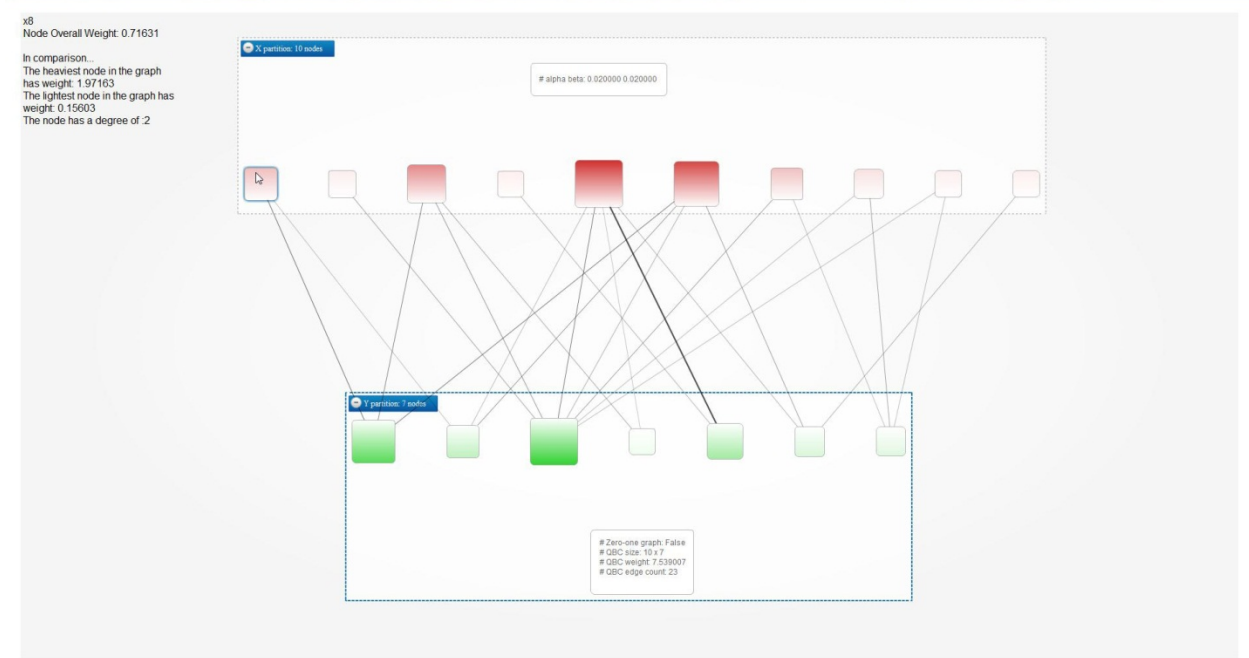 x8
Node Overall Weight: 0.71631
In comparison...
The heaviest node in the graph
has weight: 1.97163
The lightest node in the graph has
weight: 0.15603
The node has a degree of :2
X partition: 10 nodes
# alpha beta: 0.020000 0.020000
Y partition: 7 nodes
# Zero-one graph: False
# QBC size: 10 x 7
# QBC weight: 7.539007
# QBC edge count: 23